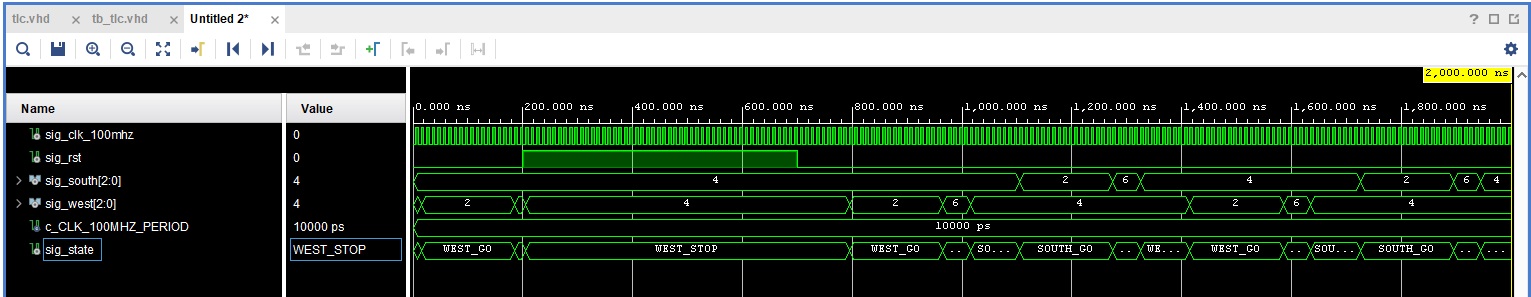 tlc.vhd × tb_tlc.vhd × Untitled 2* × ?
2,000.000 ns
Name Value 0.000 ns 200.000 ns 400.000 ns 600.000 ns 800.000 ns 1,000.000 ns 1,200.000 ns 1,400.000 ns 1,600.000 ns 1,800.000 ns
sig_clk_100mhz 0
sig_rst 0
sig_south[2:0] 4 4 2 6 4 2 6 4
sig_west[2:0] 4 2 4 2 6 4 2 6 4
c_CLK_100MHZ_PERIOD 10000 ps 10000 ps
sig_state WEST_STOP WEST_GO WEST_STOP WEST_GO .. SO... SOUTH_GO .. WE... WEST_GO .. SOU... SOUTH_GO .. ...